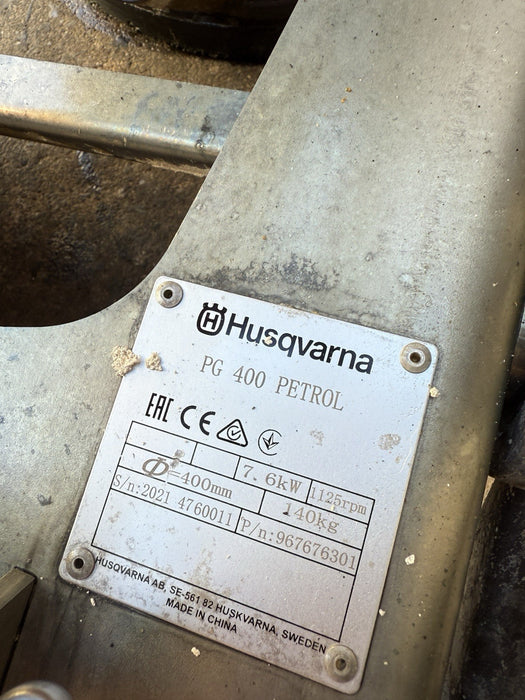 Husqvarna
PG 400 PETROL
EAC CE
7.6kW 1125rpm
Φ=400mm 140kg
S/n:2021 4760011 P/n:967676301
HUSQVARNA AB, SE-561 82 HUSKVARNA, SWEDEN
MADE IN CHINA